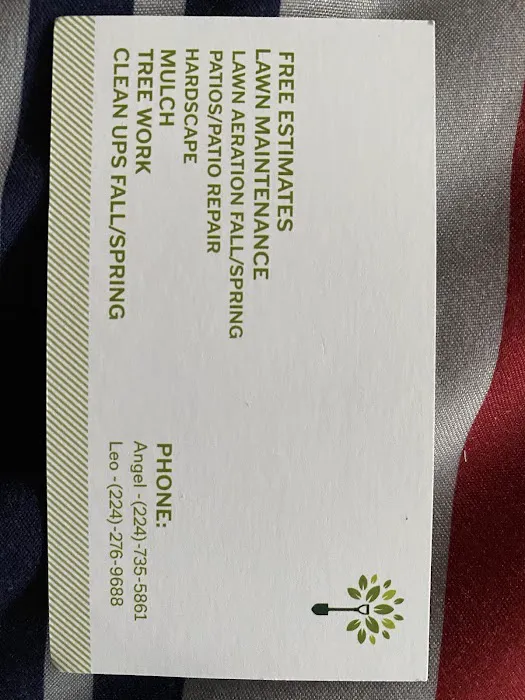 FREE ESTIMATES
LAWN MAINTENANCE
LAWN AERATION FALL/SPRING
PATIOS/PATIO REPAIR
HARDSCAPE
MULCH
TREE WORK
CLEAN UPS FALL/SPRING
PHONE:
Angel -(224)-735-5861
Leo -(224)-276-9688